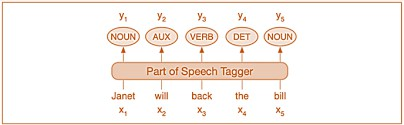 y1 y2 y3 y4 y5
NOUN AUX VERB DET NOUN
Part of Speech Tagger
Janet will back the bill
x1 x2 x3 x4 x5